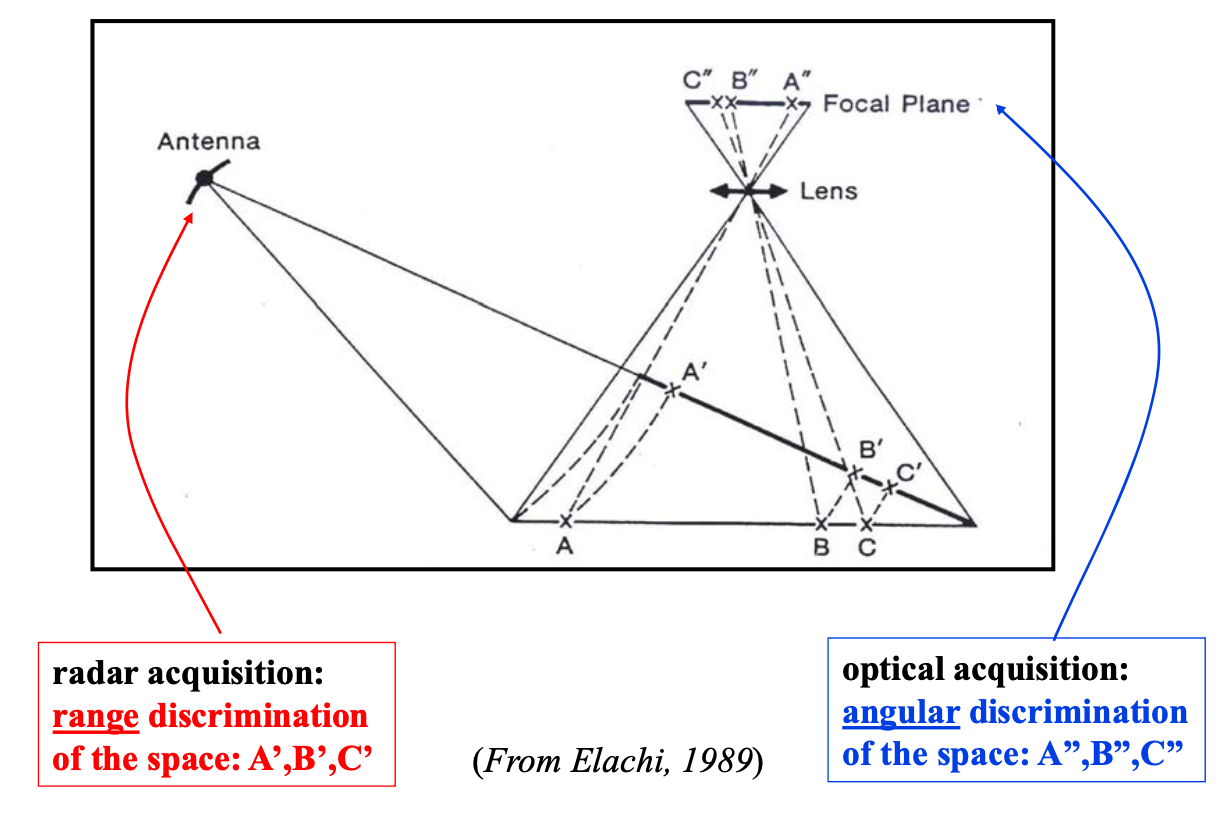 C″ B″ A″
Focal Plane
Antenna
Lens
A′
B′
C′
A B C
radar acquisition:
range discrimination
of the space: A’,B’,C’
(From Elachi, 1989)
optical acquisition:
angular discrimination
of the space: A”,B”,C”